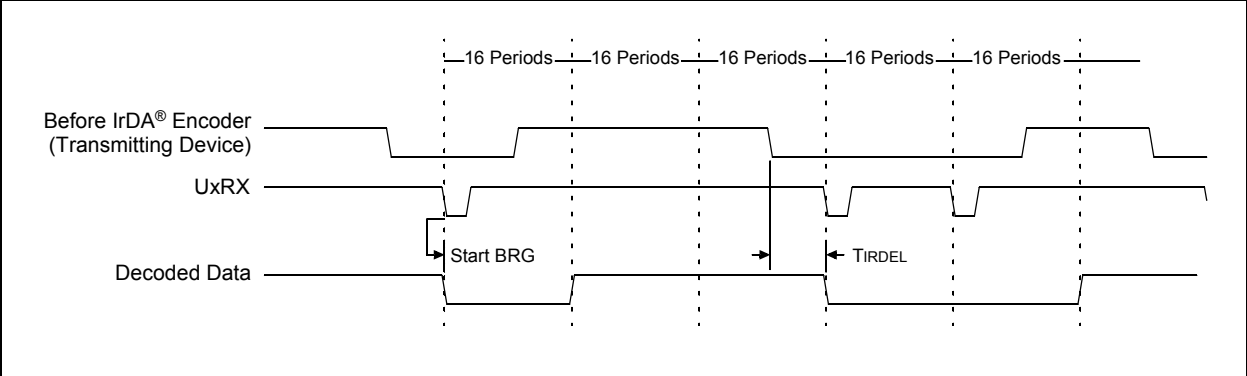 16 Periods 16 Periods 16 Periods 16 Periods 16 Periods
Before IrDA® Encoder
(Transmitting Device)
UxRX
Start BRG
TIRDEL
Decoded Data